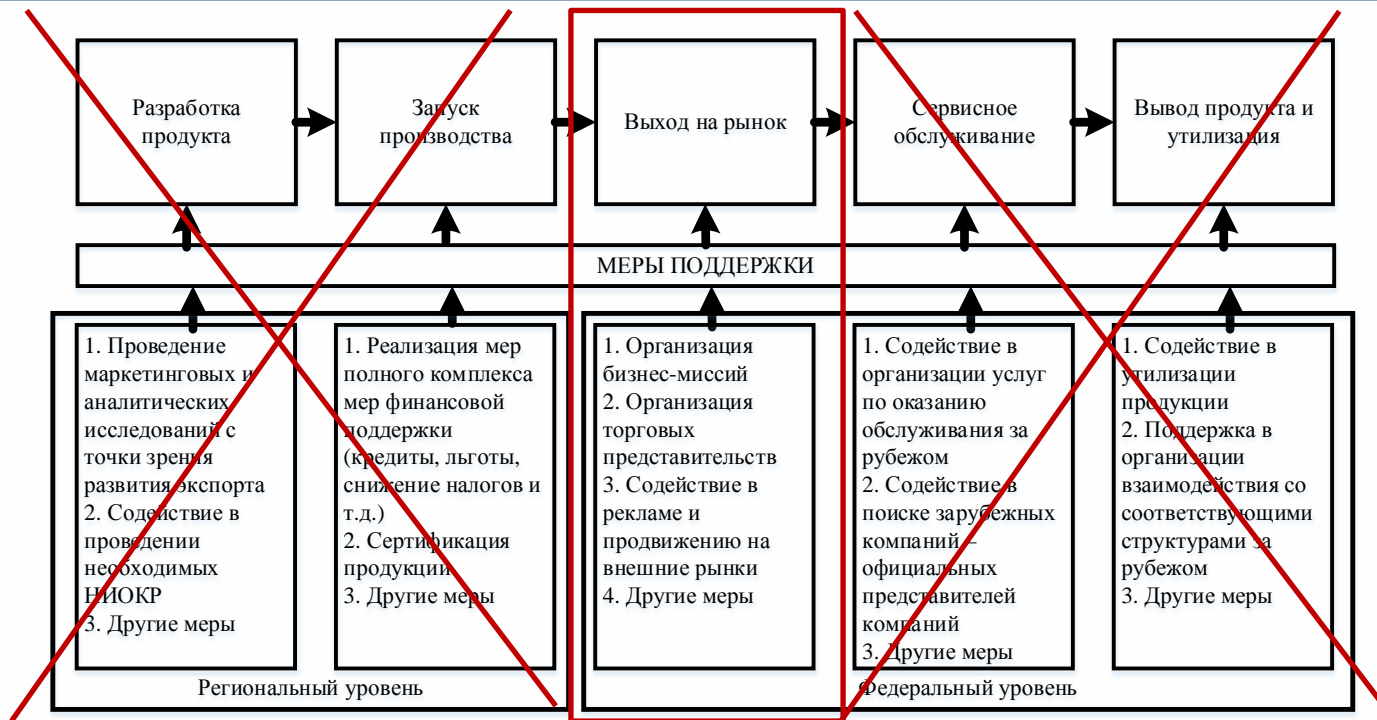 Разработка
продукта
Запуск
производства
Выход на рынок
Сервисное
обслуживание
Вывод продукта и
утилизация
МЕРЫ ПОДДЕРЖКИ
1. Проведение
маркетинговых и
аналитических
исследований с
точки зрения
развития экспорта
2. Содействие в
проведении
необходимых
НИОКР
3. Другие меры
1. Реализация мер
полного комплекса
мер финансовой
поддержки
(кредиты, льготы,
снижение налогов и
т.д.)
2. Сертификация
продукции
3. Другие меры
1. Организация
бизнес-миссий
2. Организация
торговых
представительств
3. Содействие в
рекламе и
продвижению на
внешние рынки
4. Другие меры
1. Содействие в
организации услуг
по оказанию
обслуживания за
рубежом
2. Содействие в
поиске зарубежных
компаний –
официальных
представителей
компаний
3. Другие меры
1. Содействие в
утилизации
продукции
2. Поддержка в
организации
взаимодействия со
соответствующими
структурами за
рубежом
3. Другие меры
Региональный уровень
Федеральный уровень